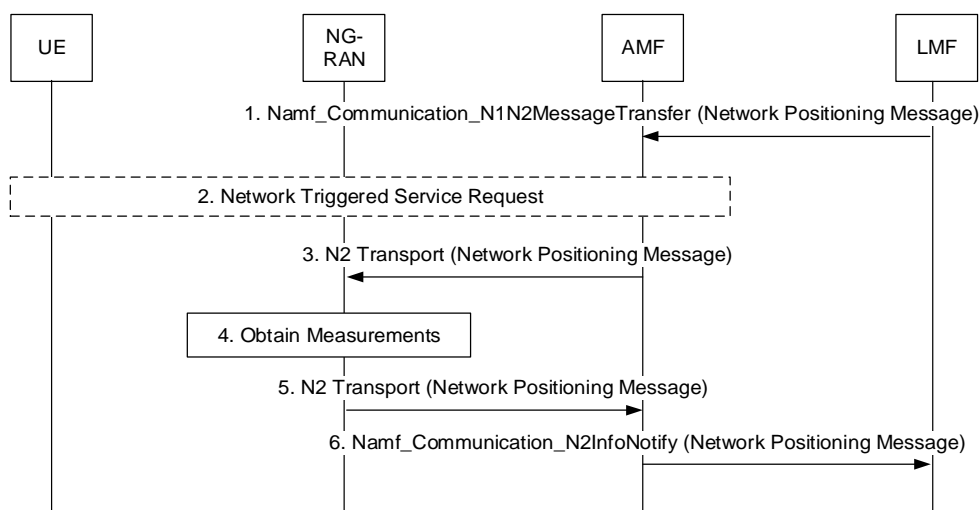 UE
NG-
RAN
AMF
LMF
1. Namf_Communication_N1N2MessageTransfer (Network Positioning Message)
2. Network Triggered Service Request
3. N2 Transport (Network Positioning Message)
4. Obtain Measurements
5. N2 Transport (Network Positioning Message)
6. Namf_Communication_N2InfoNotify (Network Positioning Message)